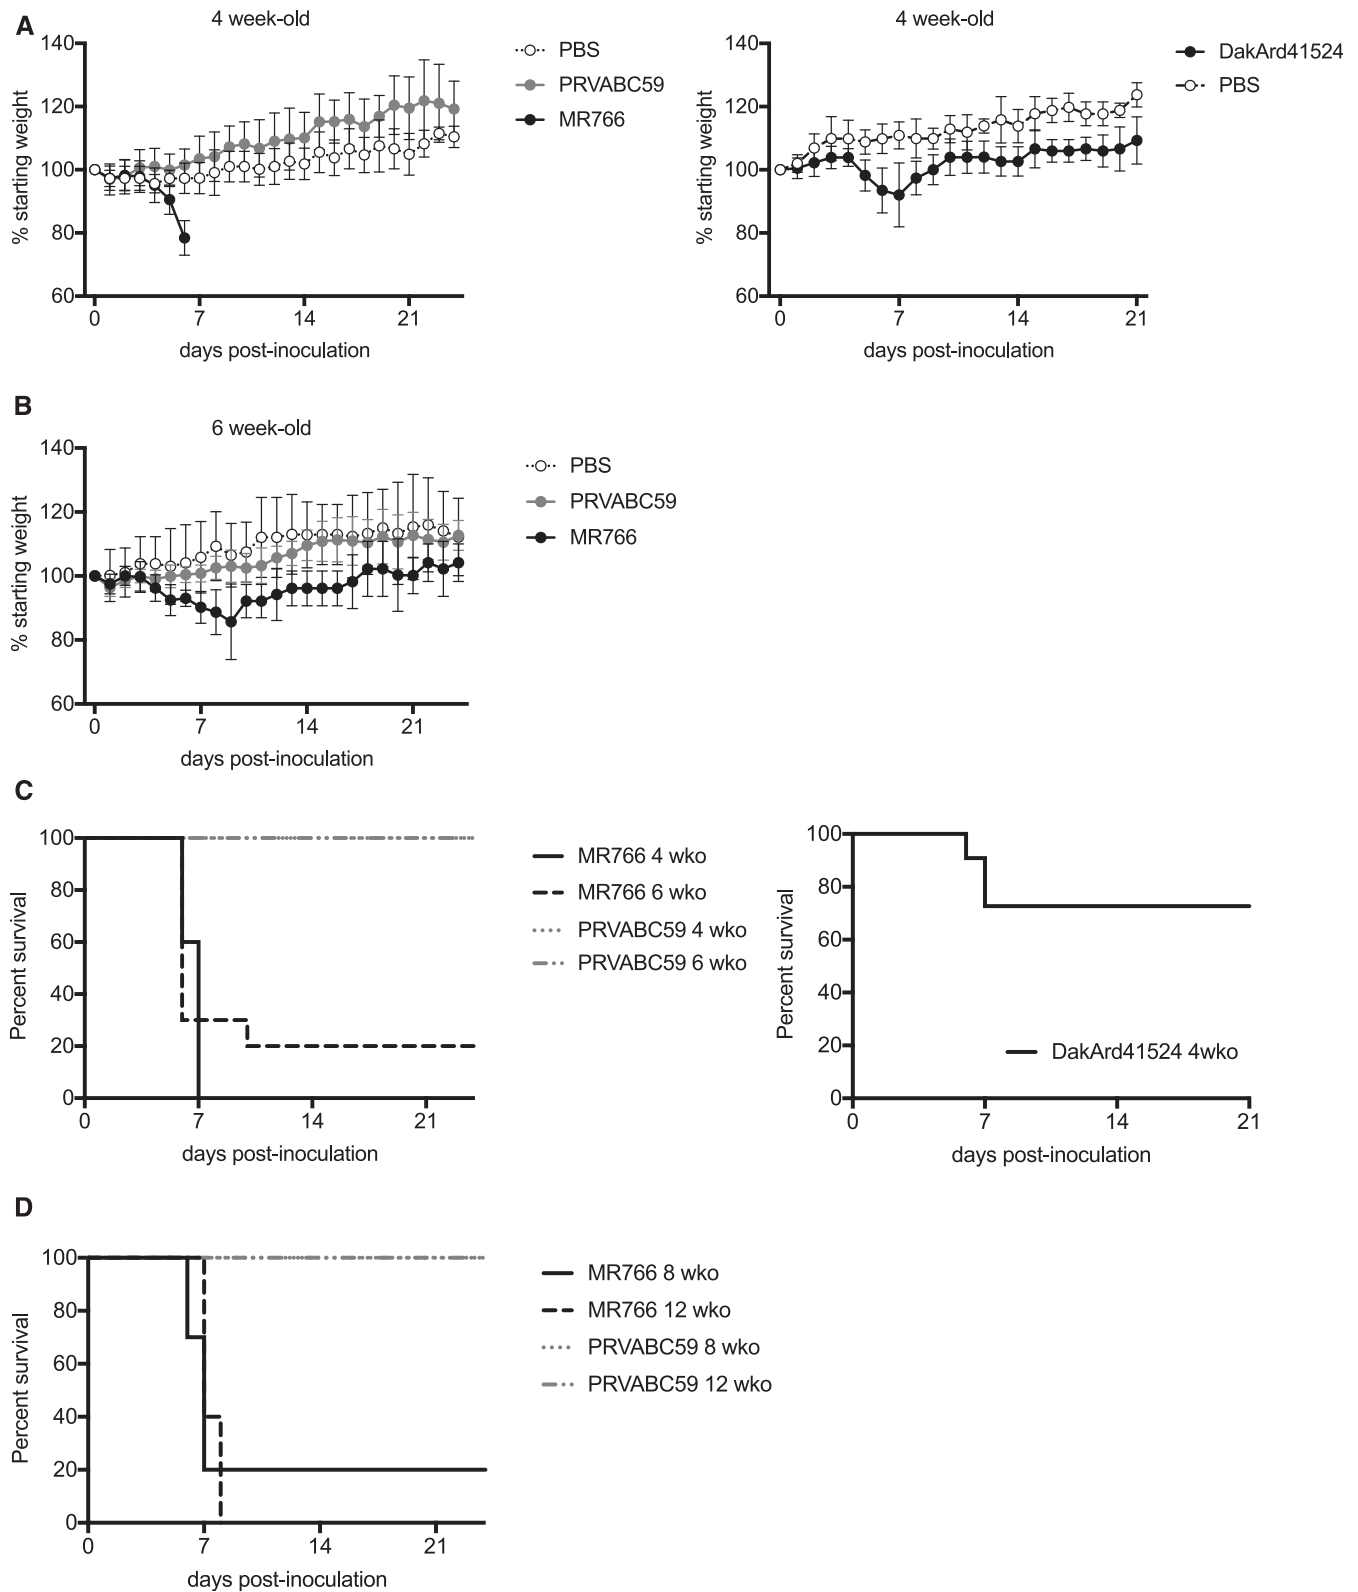 A
4 week-old
140
120
100
80
60
% starting weight
0 7 14 21
days post-inoculation
PBS
PRVABC59
MR766
4 week-old
140
120
100
80
60
% starting weight
0 7 14 21
days post-inoculation
DakArd41524
PBS
B
6 week-old
140
120
100
80
60
% starting weight
0 7 14 21
days post-inoculation
PBS
PRVABC59
MR766
C
100
80
60
40
20
0
Percent survival
0 7 14 21
days post-inoculation
MR766 4 wko
MR766 6 wko
PRVABC59 4 wko
PRVABC59 6 wko
100
80
60
40
20
0
Percent survival
0 7 14 21
days post-inoculation
DakArd41524 4wko
D
100
80
60
40
20
0
Percent survival
0 7 14 21
days post-inoculation
MR766 8 wko
MR766 12 wko
PRVABC59 8 wko
PRVABC59 12 wko